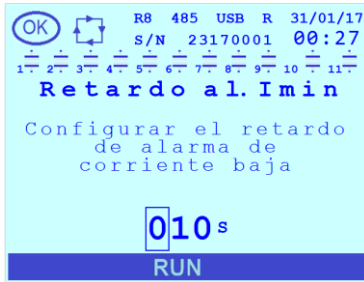 OK R8 485 USB R 31/01/17
S/N 23170001 00:27
1 2 3 4 5 6 7 8 9 10 11
Retardo al.Imin
Configurar el retardo
de alarma de
corriente baja
010 s
RUN